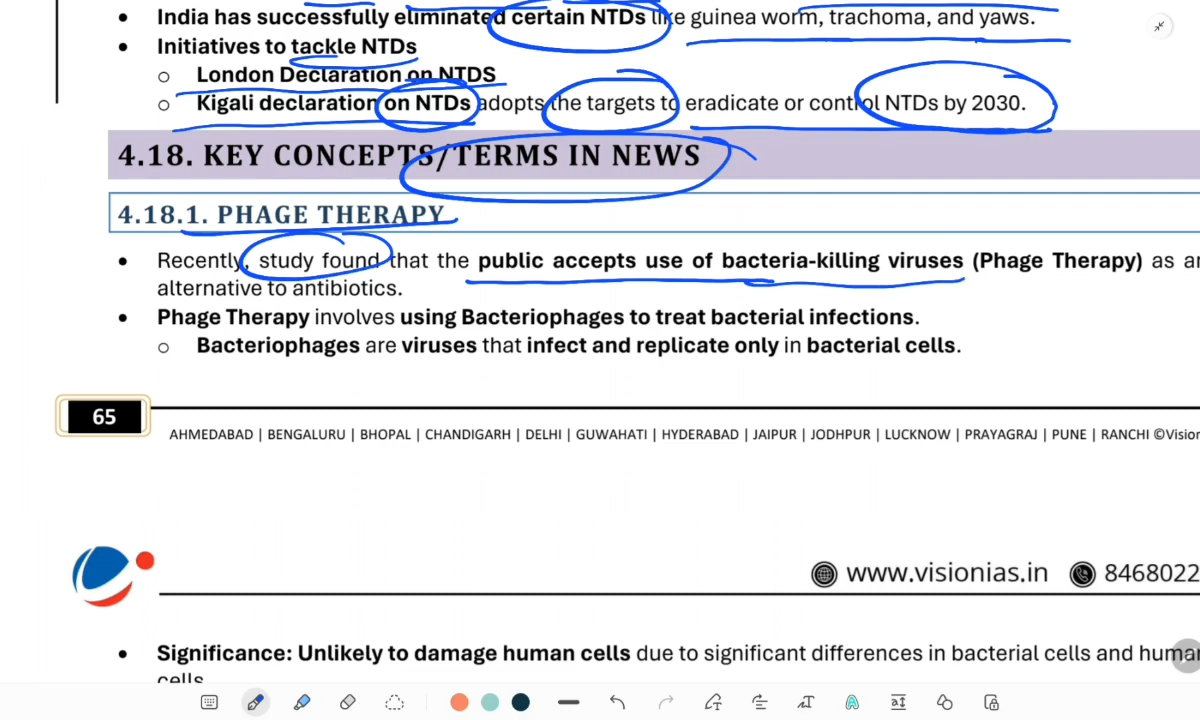 • India has successfully eliminated certain NTDs like guinea worm, trachoma, and yaws.
• Initiatives to tackle NTDs
o London Declaration on NTDS
o Kigali declaration on NTDs adopts the targets to eradicate or control NTDs by 2030.
4.18. KEY CONCEPTS/TERMS IN NEWS
4.18.1. PHAGE THERAPY
• Recently, study found that the public accepts use of bacteria-killing viruses (Phage Therapy) as an
alternative to antibiotics.
• Phage Therapy involves using Bacteriophages to treat bacterial infections.
o Bacteriophages are viruses that infect and replicate only in bacterial cells.
65
AHMEDABAD | BENGALURU | BHOPAL | CHANDIGARH | DELHI | GUWAHATI | HYDERABAD | JAIPUR | JODHPUR | LUCKNOW | PRAYAGRAJ | PUNE | RANCHI ©Vision
www.visionias.in 8468022
• Significance: Unlikely to damage human cells due to significant differences in bacterial cells and human
cells